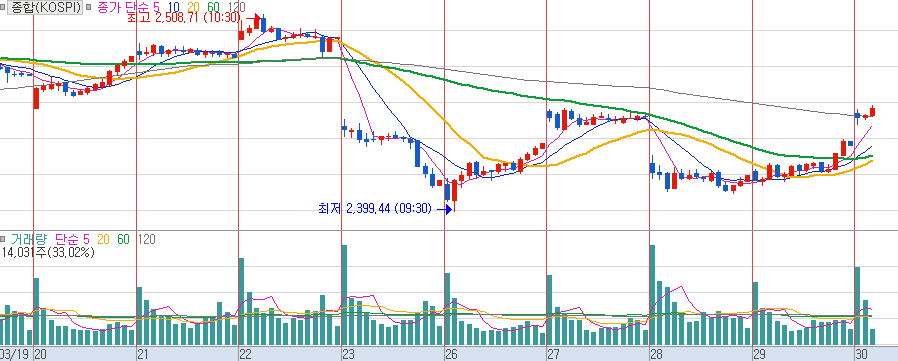 종합(KOSPI) 종가 단순 5 10 20 60 120
최고 2,508,71 (10:30)
최저 2,399,44 (09:30)
거래량 단순 5 20 60 120
14,031주(33,02%)
03/19 20 21 22 23 26 27 28 29 30